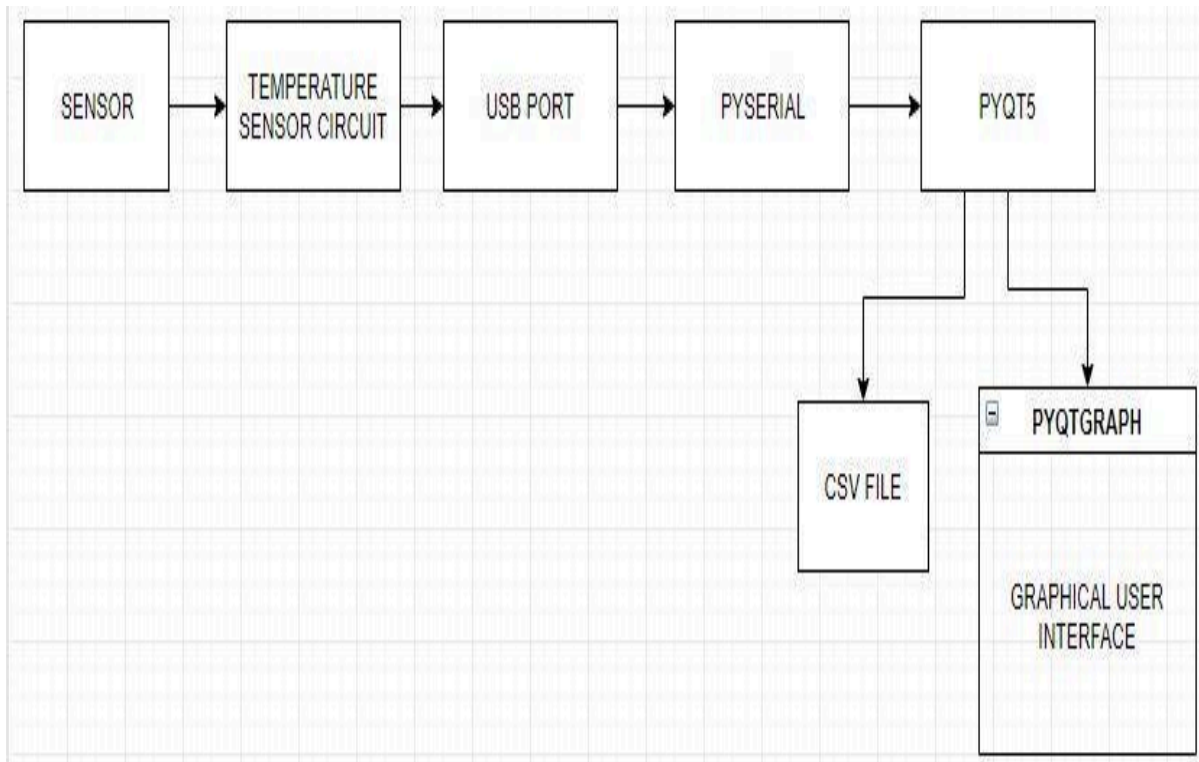 SENSOR
TEMPERATURE
SENSOR CIRCUIT
USB PORT
PYSERIAL
PYQT5
CSV FILE
PYQTGRAPH
GRAPHICAL USER
INTERFACE